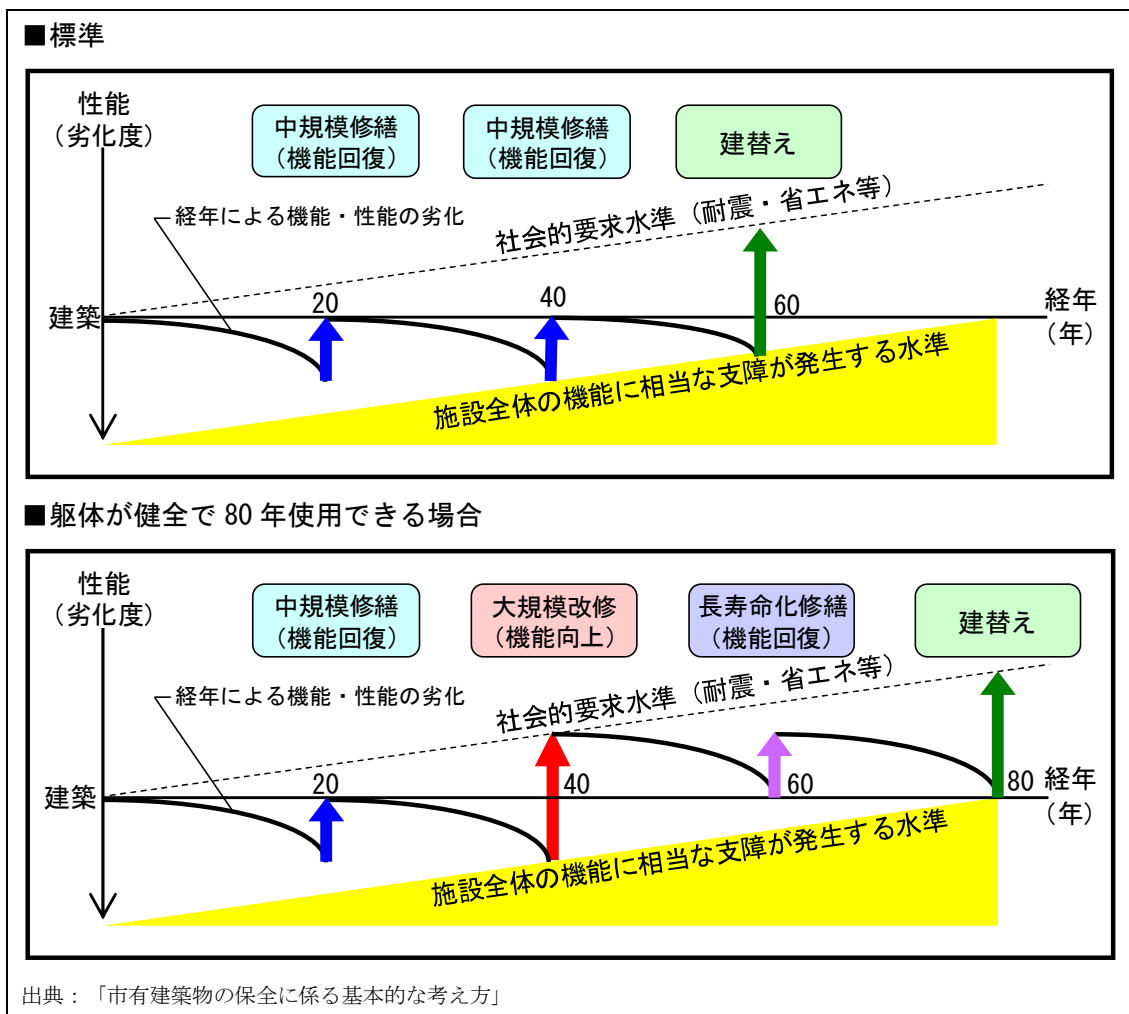 ■標準
性能
（劣化度）
中規模修繕
（機能回復）
中規模修繕
（機能回復）
建替え
経年による機能・性能の劣化
社会的要求水準（耐震・省エネ等）
建築
20
40
60
経年
（年）
施設全体の機能に相当な支障が発生する水準
■躯体が健全で 80 年使用できる場合
性能
（劣化度）
中規模修繕
（機能回復）
大規模改修
（機能向上）
長寿命化修繕
（機能回復）
建替え
経年による機能・性能の劣化
社会的要求水準（耐震・省エネ等）
建築
20
40
60
80
経年
（年）
施設全体の機能に相当な支障が発生する水準
出典：「市有建築物の保全に係る基本的な考え方」